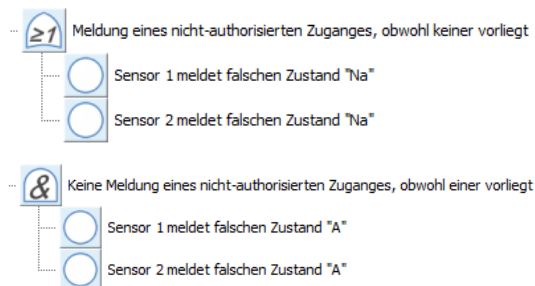 ≥1 Meldung eines nicht-authorisierten Zuganges, obwohl keiner vorliegt
Sensor 1 meldet falschen Zustand "Na"
Sensor 2 meldet falschen Zustand "Na"
& Keine Meldung eines nicht-authorisierten Zuganges, obwohl einer vorliegt
Sensor 1 meldet falschen Zustand "A"
Sensor 2 meldet falschen Zustand "A"